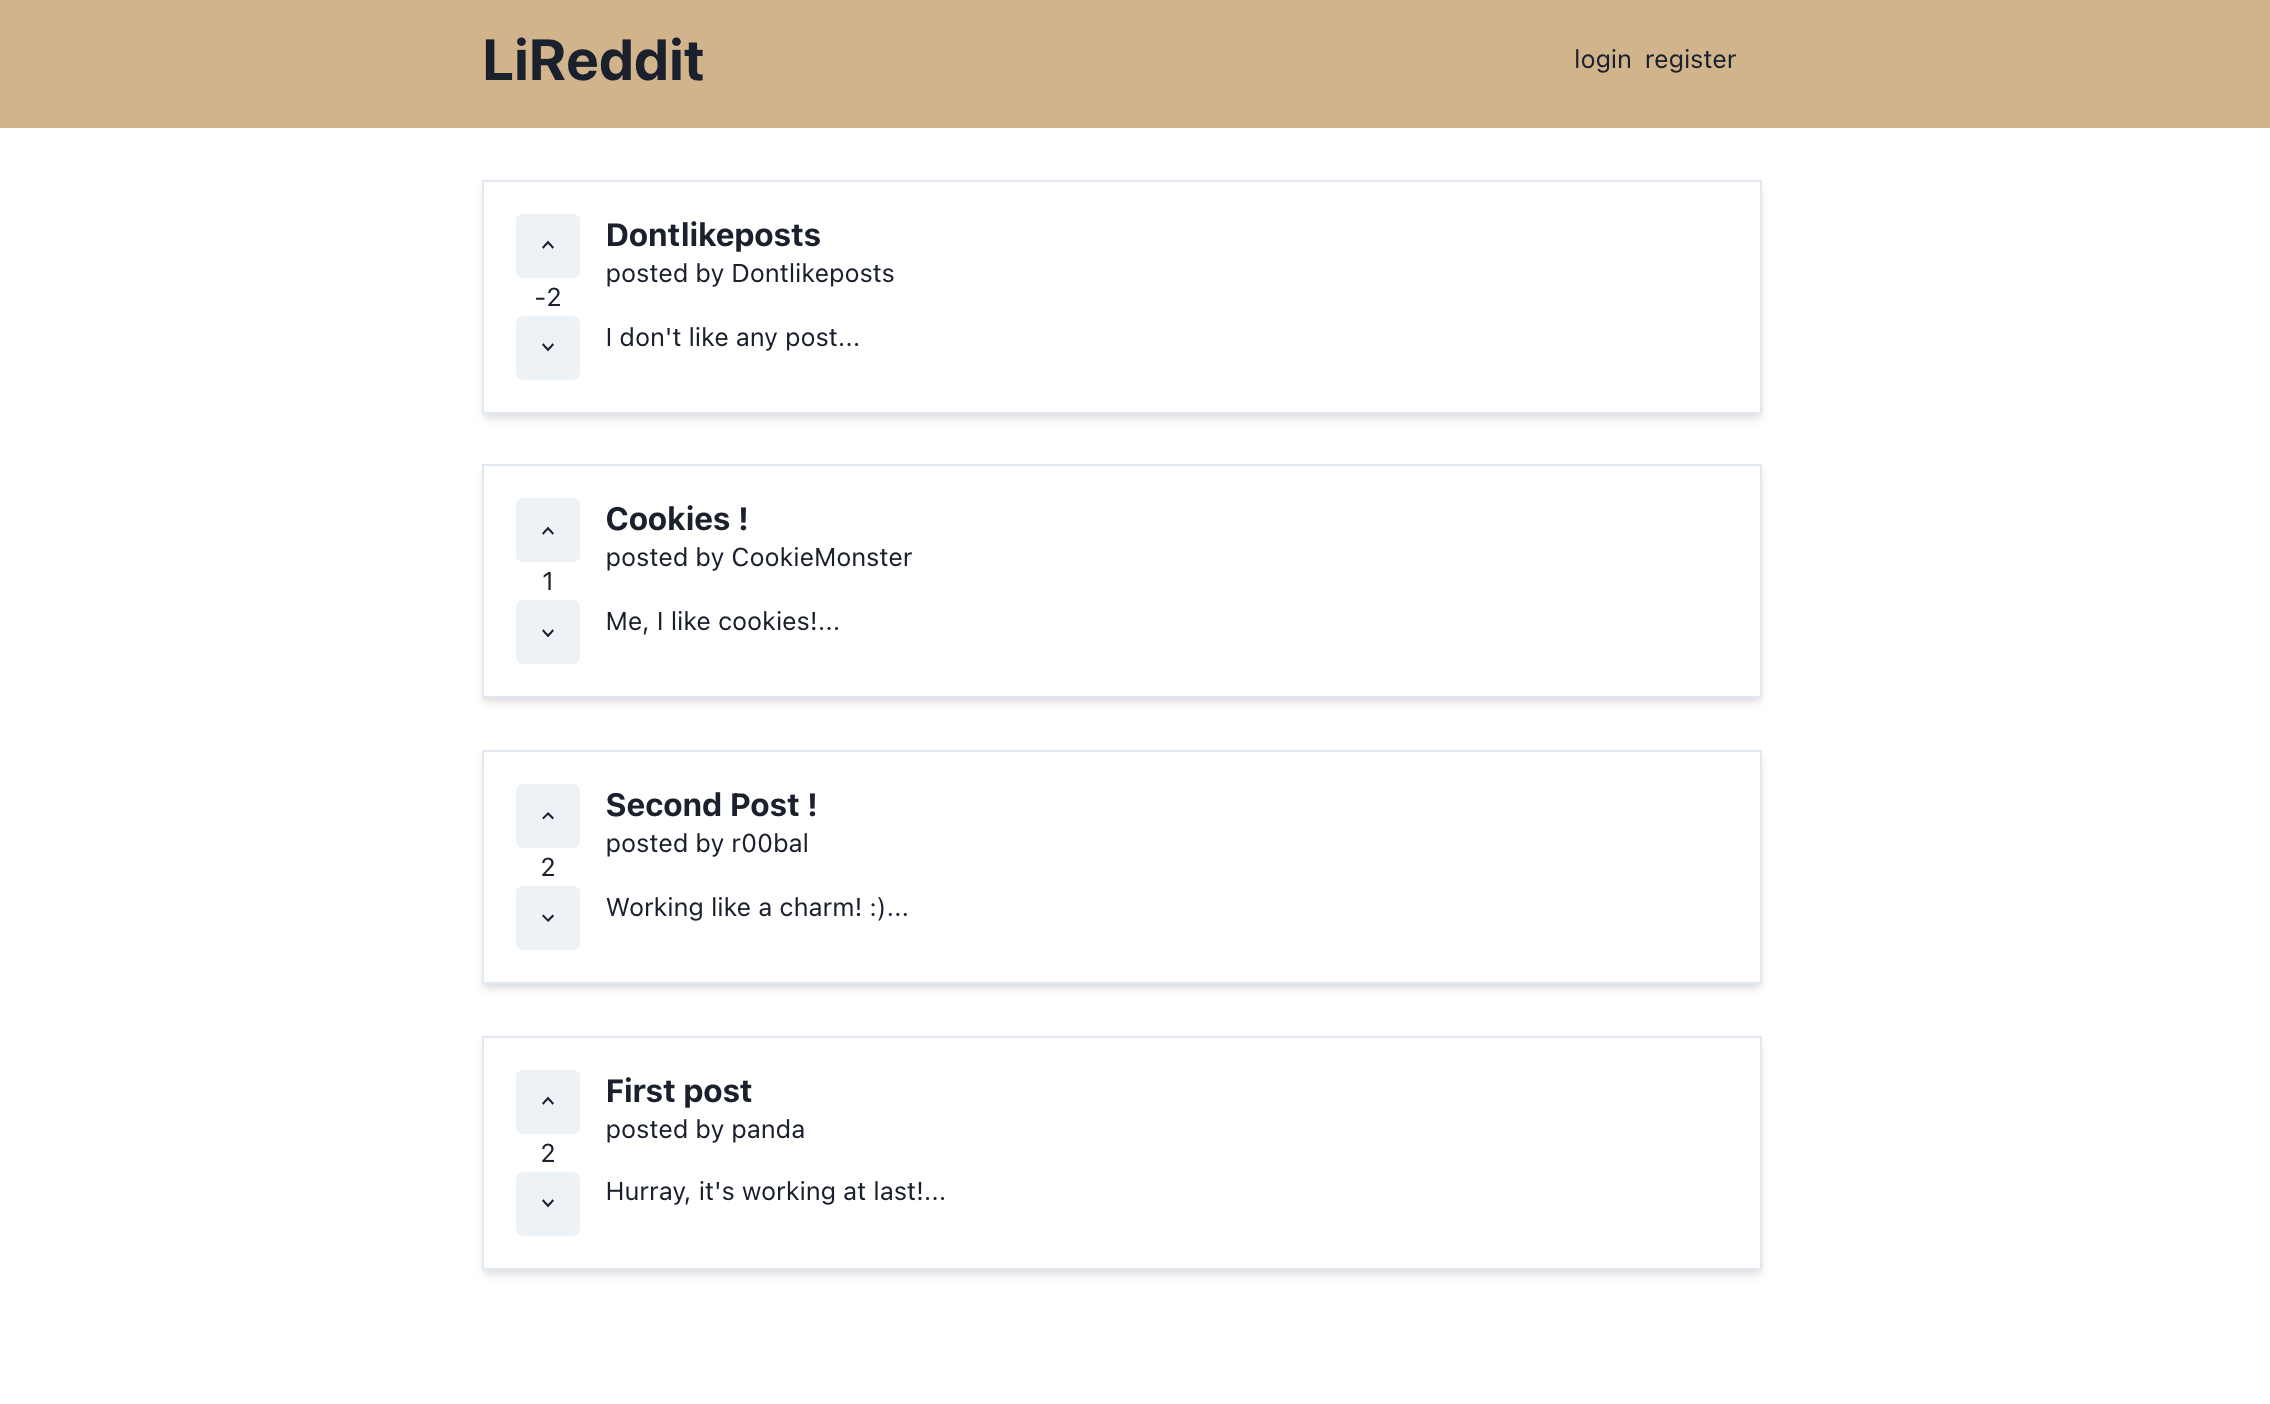 LiReddit
login register
Dontlikeposts
posted by Dontlikeposts
-2
I don't like any post...
Cookies !
posted by CookieMonster
1
Me, I like cookies!...
Second Post !
posted by r00bal
2
Working like a charm! :)...
First post
posted by panda
2
Hurray, it's working at last!...